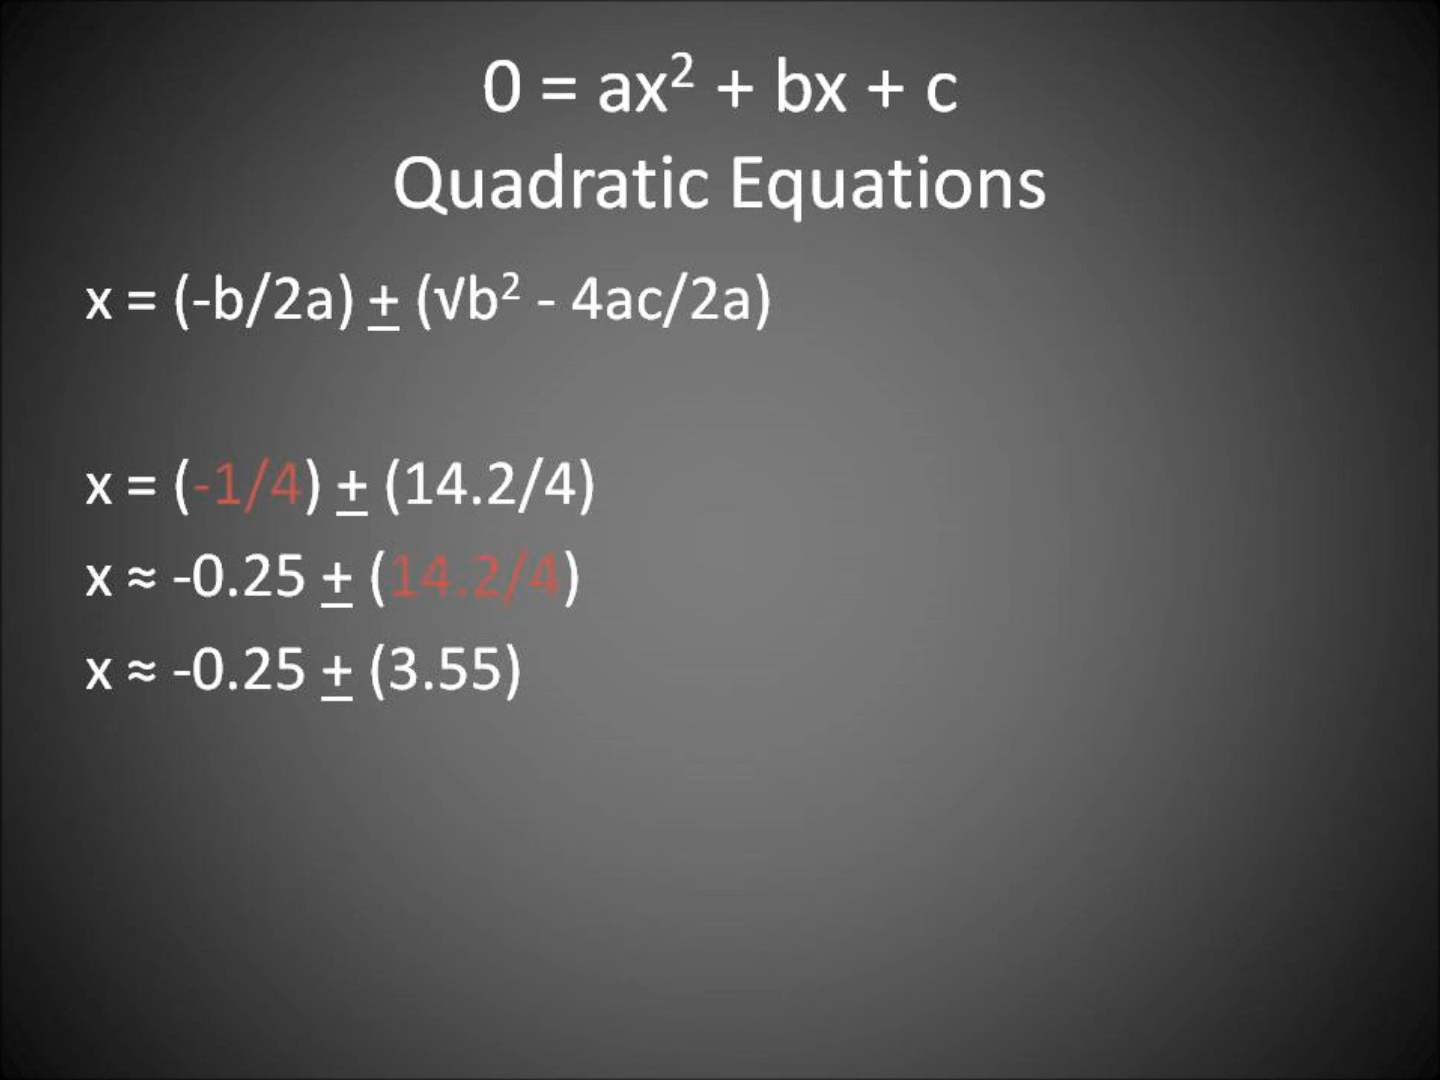 0 = ax² + bx + c
Quadratic Equations
x = (-b/2a) ± (√b² - 4ac/2a)
x = (-1/4) ± (14.2/4)
x ≈ -0.25 ± (14.2/4)
x ≈ -0.25 ± (3.55)